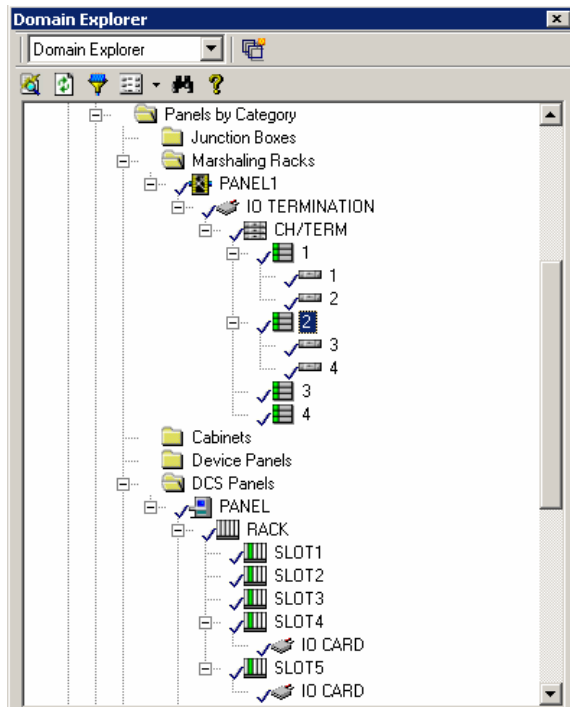 Domain Explorer
Domain Explorer
Panels by Category
Junction Boxes
Marshaling Racks
PANEL1
IO TERMINATION
CH/TERM
1
1
2
2
3
4
3
4
Cabinets
Device Panels
DCS Panels
PANEL
RACK
SLOT1
SLOT2
SLOT3
SLOT4
IO CARD
SLOT5
IO CARD